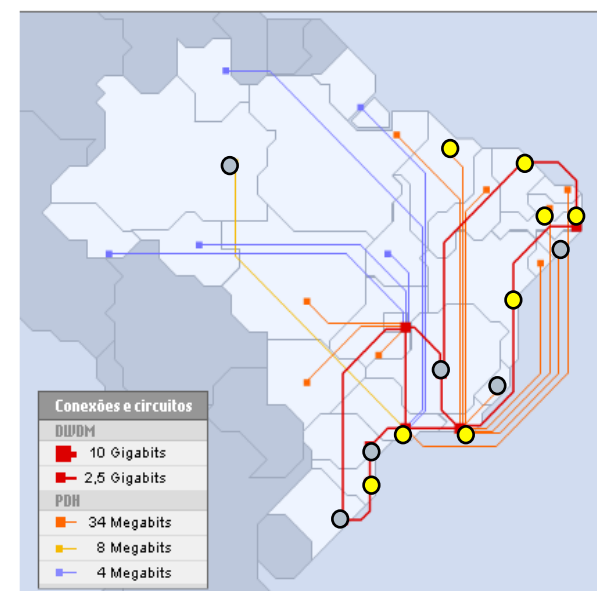 Conexões e circuitos
DWDM
10 Gigabits
2,5 Gigabits
PDH
34 Megabits
8 Megabits
4 Megabits